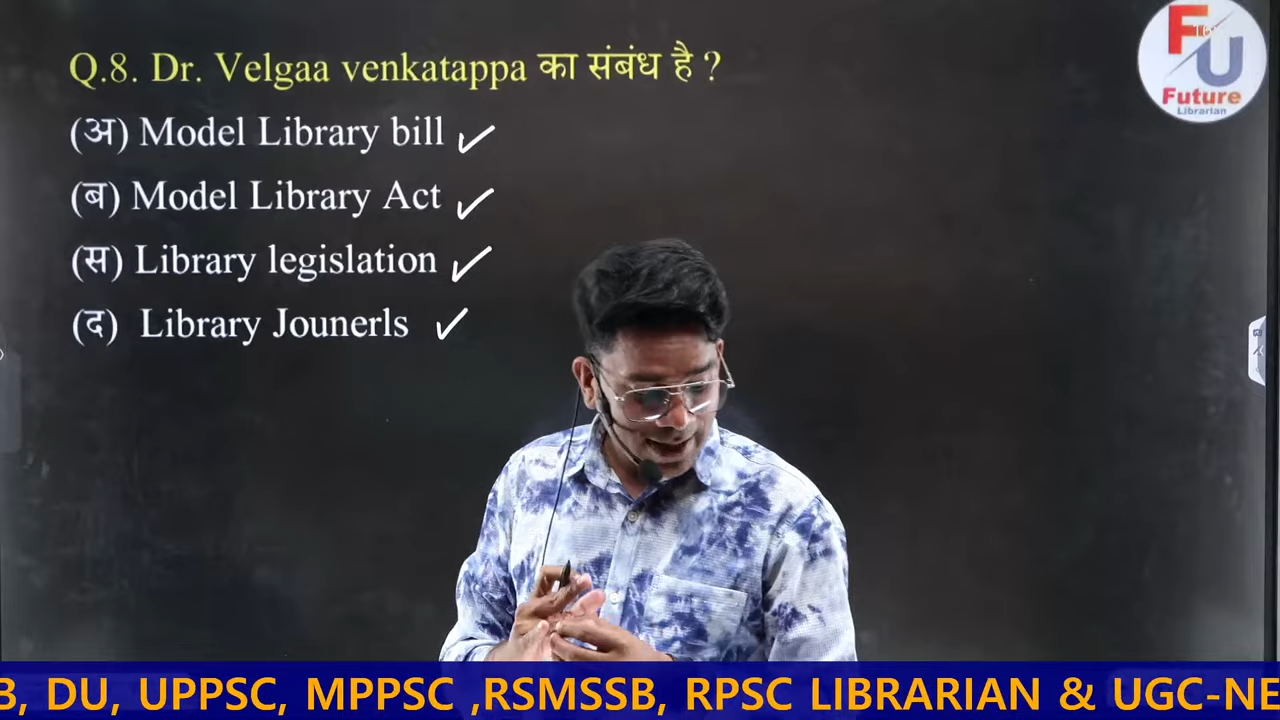 Q.8. Dr. Velgaa venkatappa का संबंध है ?
(अ) Model Library bill
(ब) Model Library Act
(स) Library legislation
(द) Library Jounerls
FU
Future
Librarian
B, DU, UPPSC, MPPSC ,RSMSSB, RPSC LIBRARIAN & UGC-NE